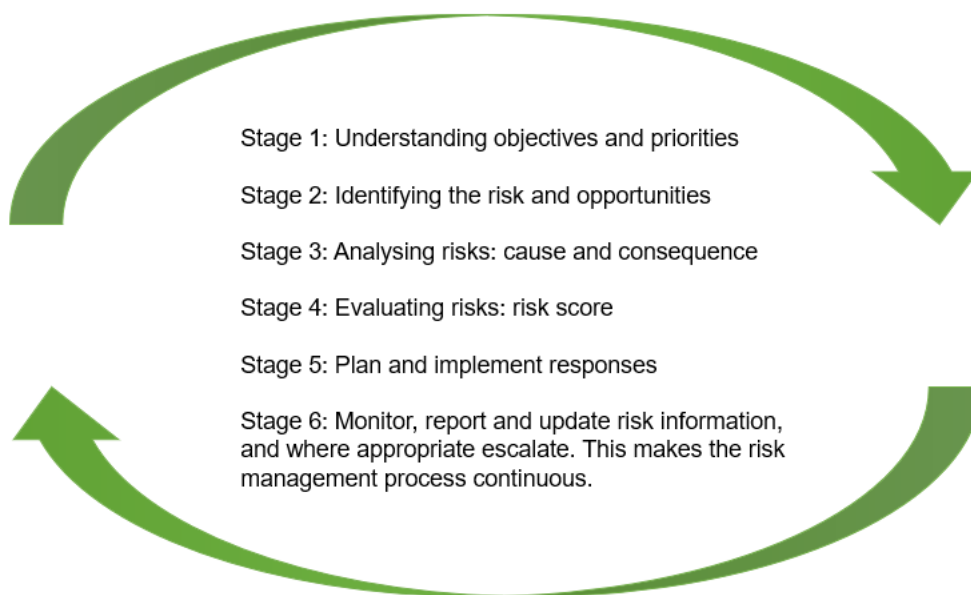 Stage 1: Understanding objectives and priorities
Stage 2: Identifying the risk and opportunities
Stage 3: Analysing risks: cause and consequence
Stage 4: Evaluating risks: risk score
Stage 5: Plan and implement responses
Stage 6: Monitor, report and update risk information,
and where appropriate escalate. This makes the risk
management process continuous.